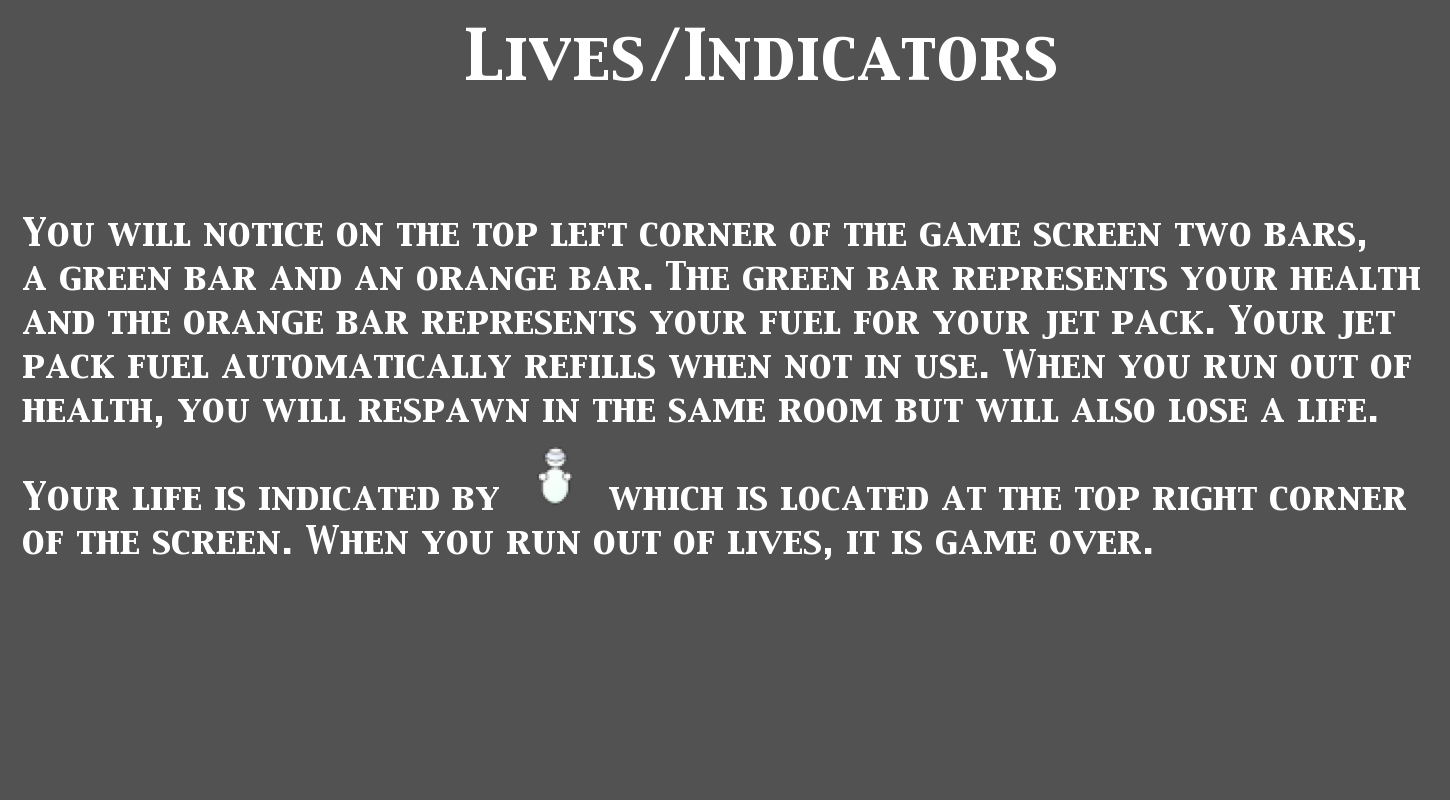 Lives/Indicators
You will notice on the top left corner of the game screen two bars,
a green bar and an orange bar. The green bar represents your health
and the orange bar represents your fuel for your jet pack. Your jet
pack fuel automatically refills when not in use. When you run out of
health, you will respawn in the same room but will also lose a life.
Your life is indicated by which is located at the top right corner
of the screen. When you run out of lives, it is game over.